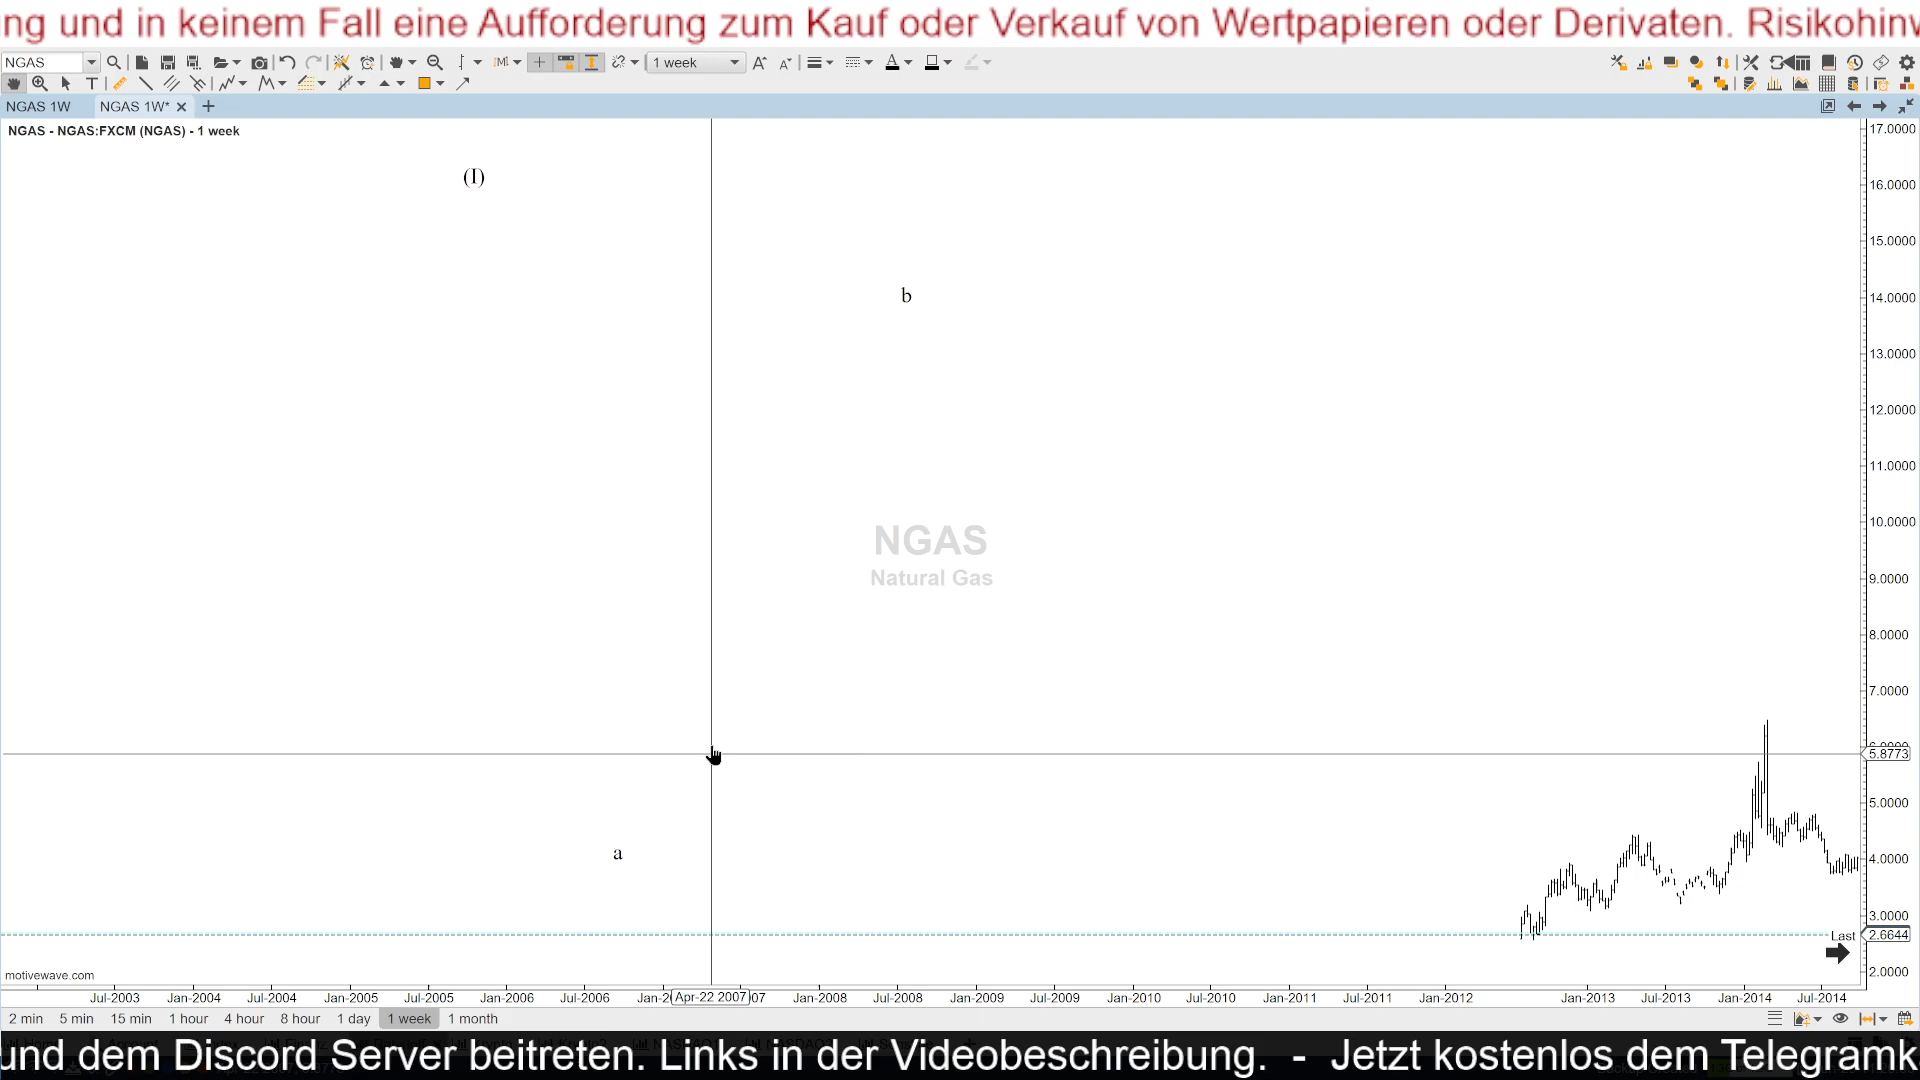 ng und in keinem Fall eine Aufforderung zum Kauf oder Verkauf von Wertpapieren oder Derivaten. Risikohinw
NGAS 1 week
NGAS 1W NGAS 1W*
NGAS - NGAS:FXCM (NGAS) - 1 week
17.0000
(I)
16.0000
15.0000
b
14.0000
13.0000
12.0000
11.0000
10.0000
NGAS
Natural Gas
9.0000
8.0000
7.0000
5.8773
5.0000
a
4.0000
3.0000
Last 2.6644
2.0000
motivewave.com
Jul-2003 Jan-2004 Jul-2004 Jan-2005 Jul-2005 Jan-2006 Jul-2006 Jan-2 Apr-22 2007 07 Jan-2008 Jul-2008 Jan-2009 Jul-2009 Jan-2010 Jul-2010 Jan-2011 Jul-2011 Jan-2012 Jan-2013 Jul-2013 Jan-2014 Jul-2014
2 min 5 min 15 min 1 hour 4 hour 8 hour 1 day 1 week 1 month
und dem Discord Server beitreten. Links in der Videobeschreibung. - Jetzt kostenlos dem Telegramk